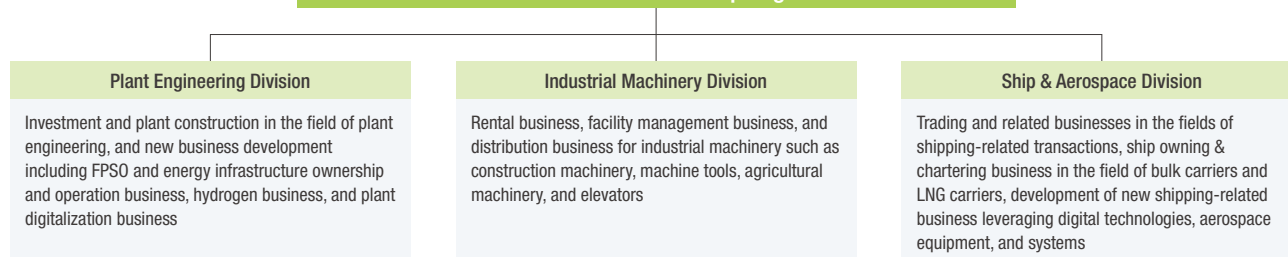 Plant Engineering Division
Investment and plant construction in the field of plant
engineering, and new business development
including FPSO and energy infrastructure ownership
and operation business, hydrogen business, and plant
digitalization business
Industrial Machinery Division
Rental business, facility management business, and
distribution business for industrial machinery such as
construction machinery, machine tools, agricultural
machinery, and elevators
Ship & Aerospace Division
Trading and related businesses in the fields of
shipping-related transactions, ship owning &
chartering business in the field of bulk carriers and
LNG carriers, development of new shipping-related
business leveraging digital technologies, aerospace
equipment, and systems